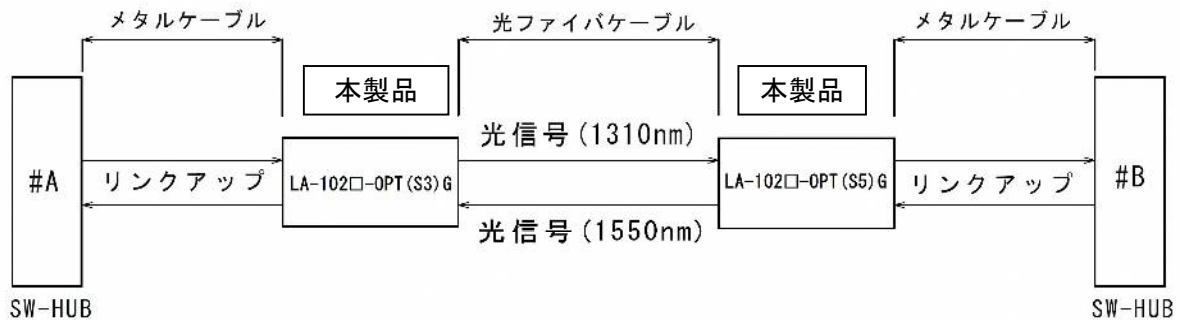 メタルケーブル
光ファイバケーブル
メタルケーブル
本製品
本製品
光信号(1310nm)
#A
リンクアップ
LA-102□-OPT(S3)G
LA-102□-OPT(S5)G
リンクアップ
#B
光信号(1550nm)
SW-HUB
SW-HUB